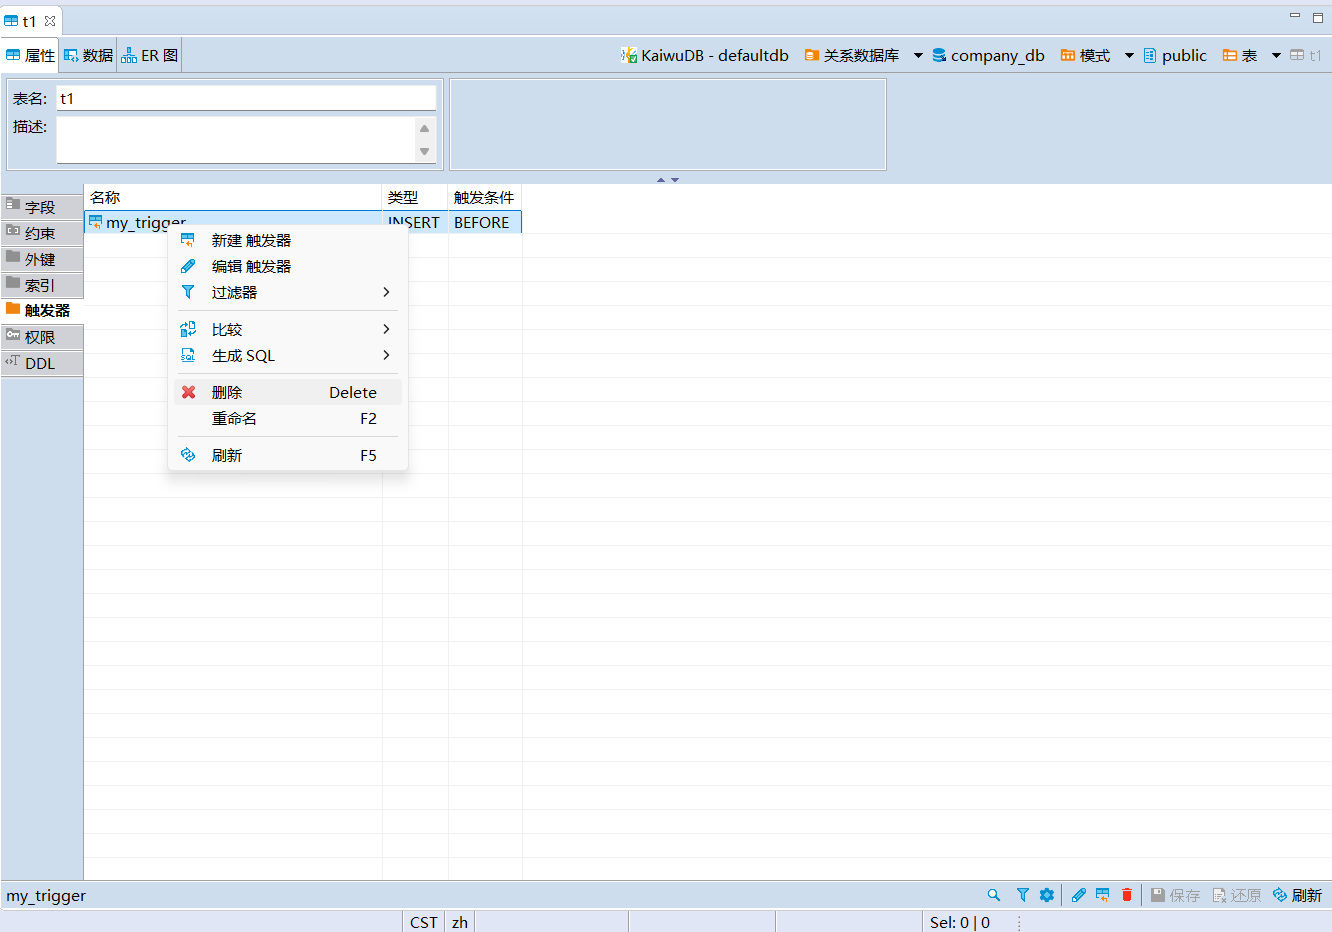 t1
属性 数据 ER 图 KaiwuDB - defaultdb 关系数据库 company_db 模式 public 表 t1
表名: t1
描述:
名称 类型 触发条件
my_trigger INSERT BEFORE
字段
约束
外键
索引
触发器
权限
DDL
新建 触发器
编辑 触发器
过滤器
比较
生成 SQL
删除 Delete
重命名 F2
刷新 F5
my_trigger 保存 还原 刷新
CST zh Sel: 0 | 0